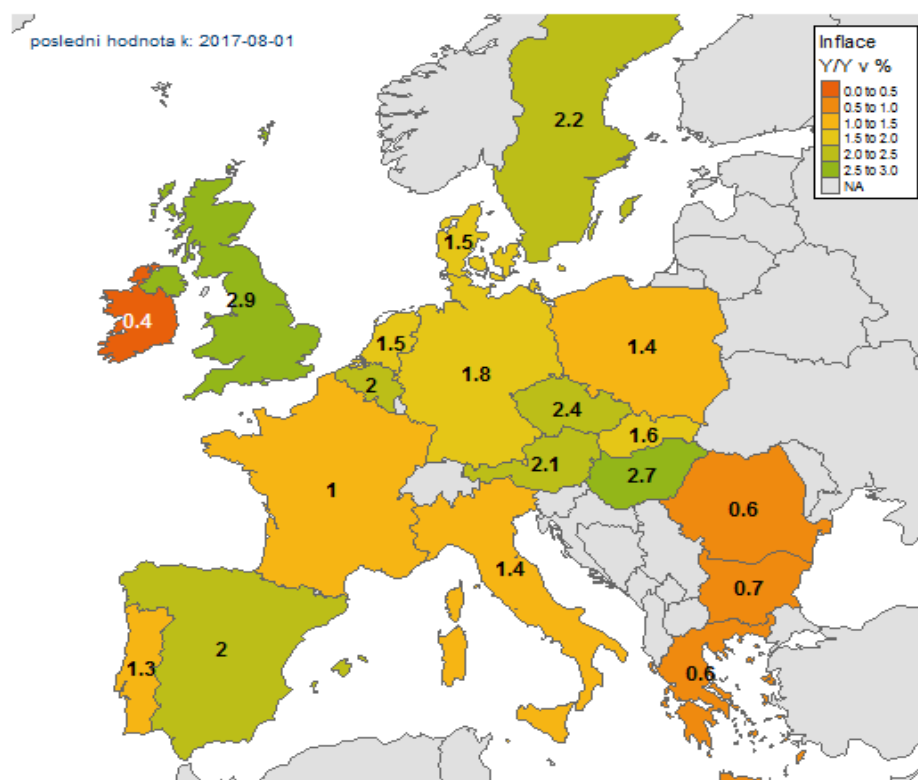 posledni hodnota k: 2017-08-01
Inflace
Y/Y v %
0.0 to 0.5
0.5 to 1.0
1.0 to 1.5
1.5 to 2.0
2.0 to 2.5
2.5 to 3.0
NA
2.2
1.5
2.9
0.4
1.5
1.4
1.8
2
2.4
1.6
2.1
2.7
1
0.6
1.4
0.7
2
1.3
0.6